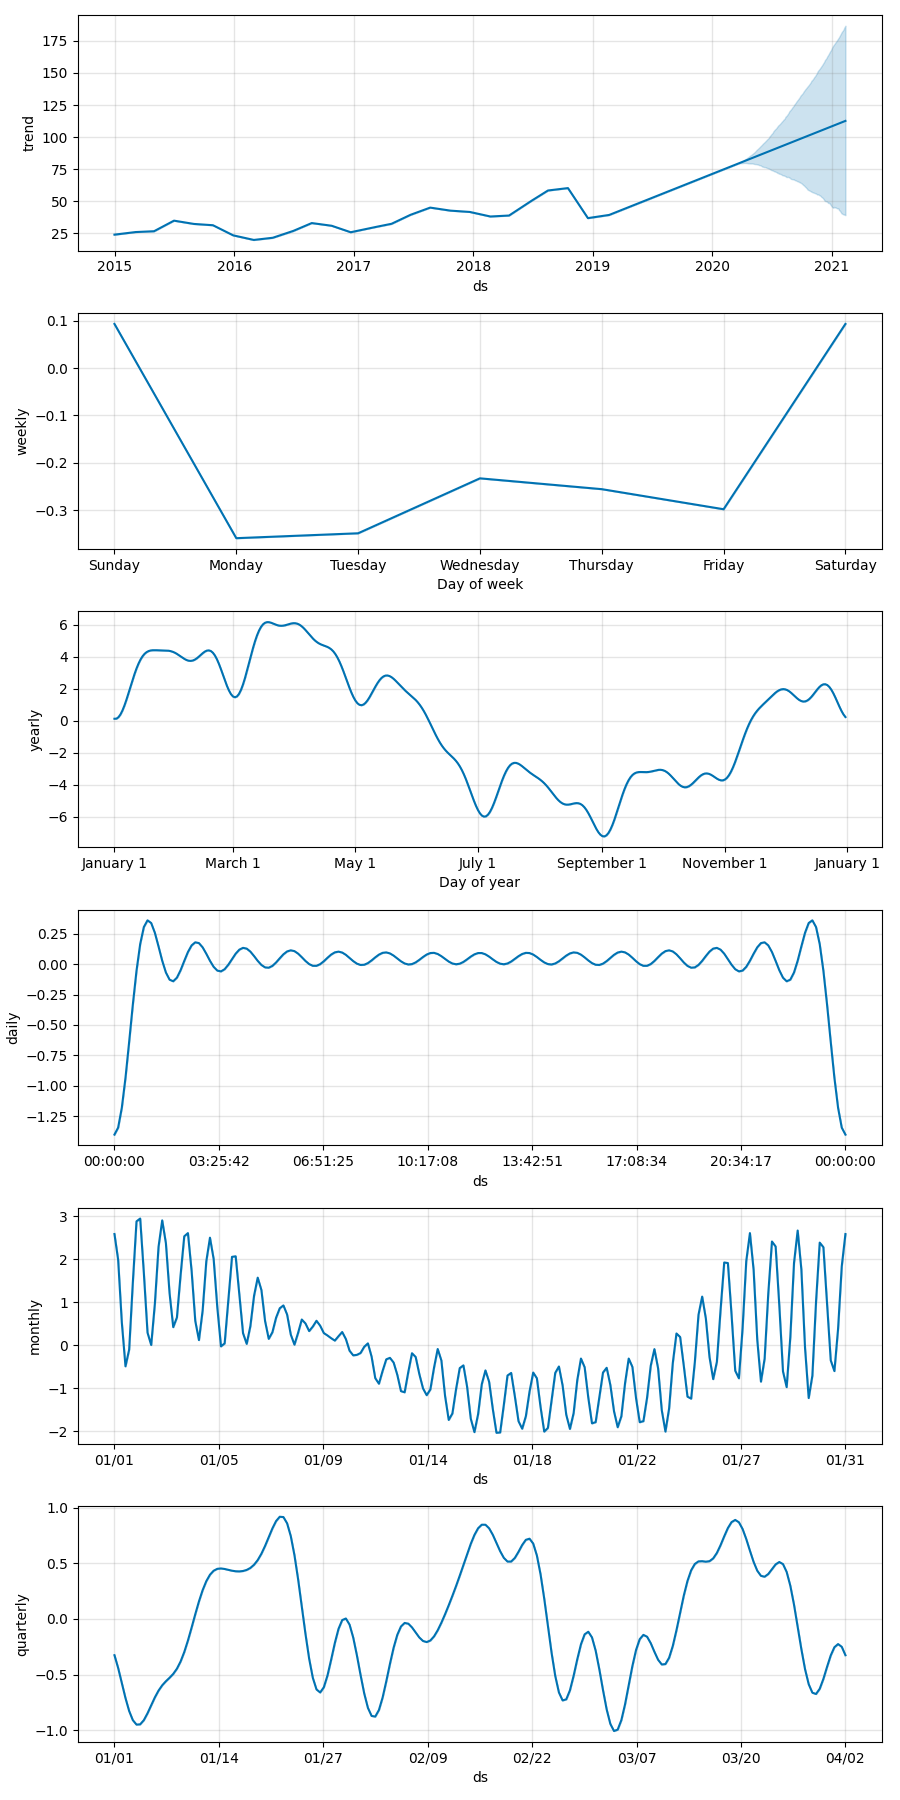 175
150
125
100
75
50
25
trend
2015 2016 2017 2018 2019 2020 2021
ds
0.1
0.0
−0.1
−0.2
−0.3
weekly
Sunday Monday Tuesday Wednesday Thursday Friday Saturday
Day of week
6
4
2
0
−2
−4
−6
yearly
January 1 March 1 May 1 July 1 September 1 November 1 January 1
Day of year
0.25
0.00
−0.25
−0.50
−0.75
−1.00
−1.25
daily
00:00:00 03:25:42 06:51:25 10:17:08 13:42:51 17:08:34 20:34:17 00:00:00
ds
3
2
1
0
−1
−2
monthly
01/01 01/05 01/09 01/14 01/18 01/22 01/27 01/31
ds
1.0
0.5
0.0
−0.5
−1.0
quarterly
01/01 01/14 01/27 02/09 02/22 03/07 03/20 04/02
ds